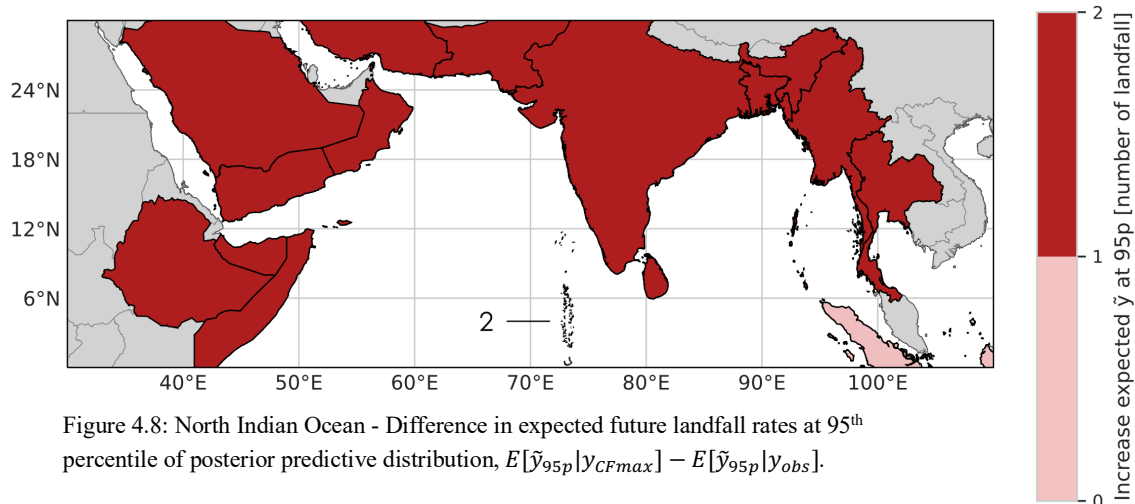 2
24°N
18°N
12°N
6°N
2
1
0
40°E 50°E 60°E 70°E 80°E 90°E 100°E
Increase expected ỹ at 95p [number of landfall]
Figure 4.8: North Indian Ocean - Difference in expected future landfall rates at 95th
percentile of posterior predictive distribution, E[ỹ95p|yCFmax] − E[ỹ95p|yobs].